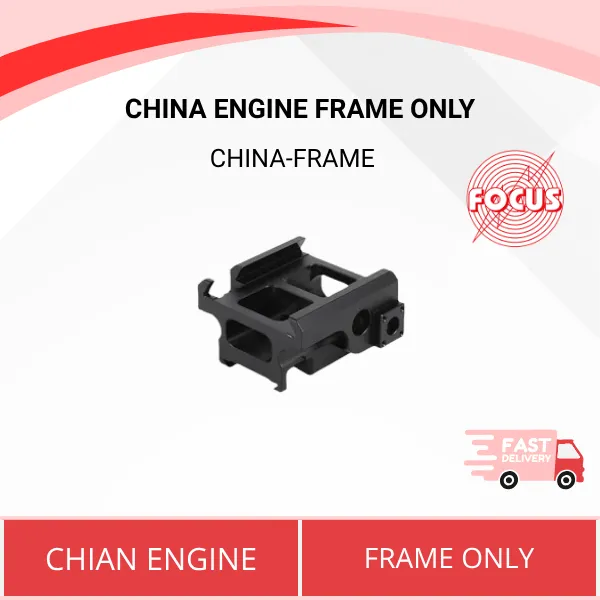 CHINA ENGINE FRAME ONLY
CHINA-FRAME
FOCUS
FAST
DELIVERY
CHIAN ENGINE
FRAME ONLY